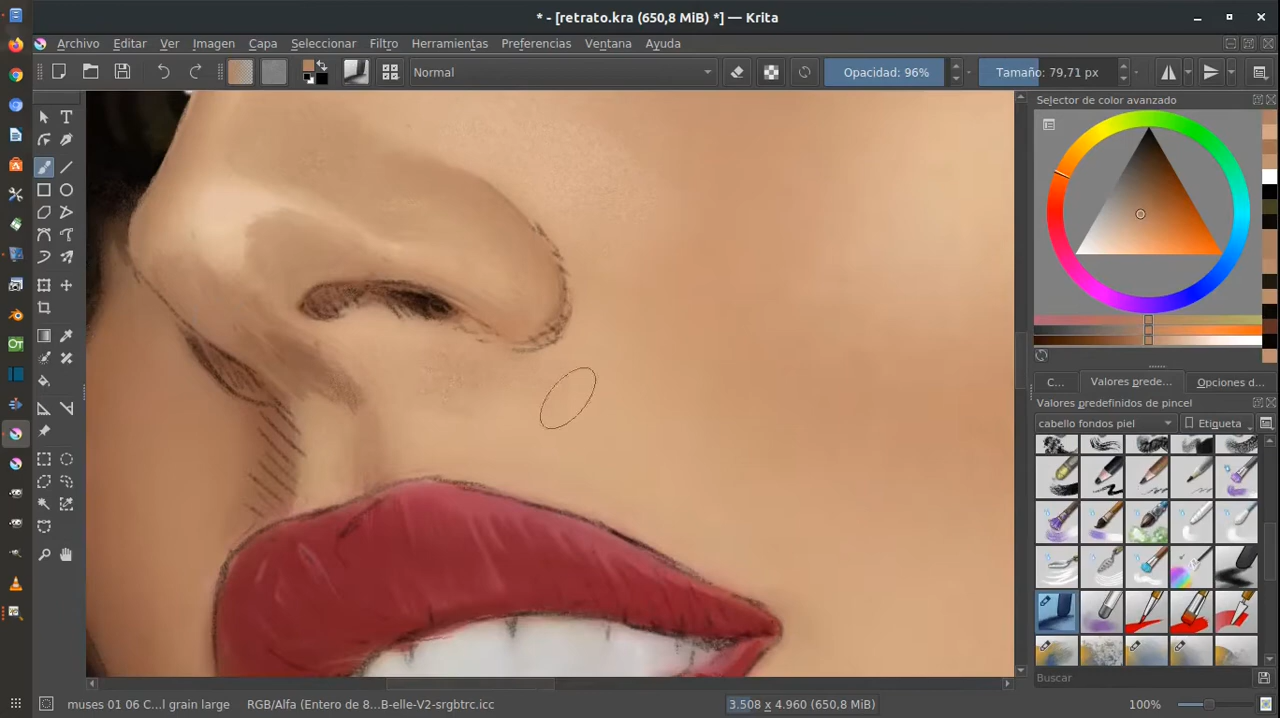 * - [retrato.kra (650,8 MiB) *] — Krita
Archivo Editar Ver Imagen Capa Seleccionar Filtro Herramientas Preferencias Ventana Ayuda
Normal Opacidad: 96% Tamaño: 79,71 px
Selector de color avanzado
C... Valores prede... Opciones d...
Valores predefinidos de pincel
cabello fondos piel Etiqueta
Buscar
muses 01 06 C...l grain large RGB/Alfa (Entero de 8...B-elle-V2-srgbtrc.icc 3.508 x 4.960 (650,8 MiB) 100%